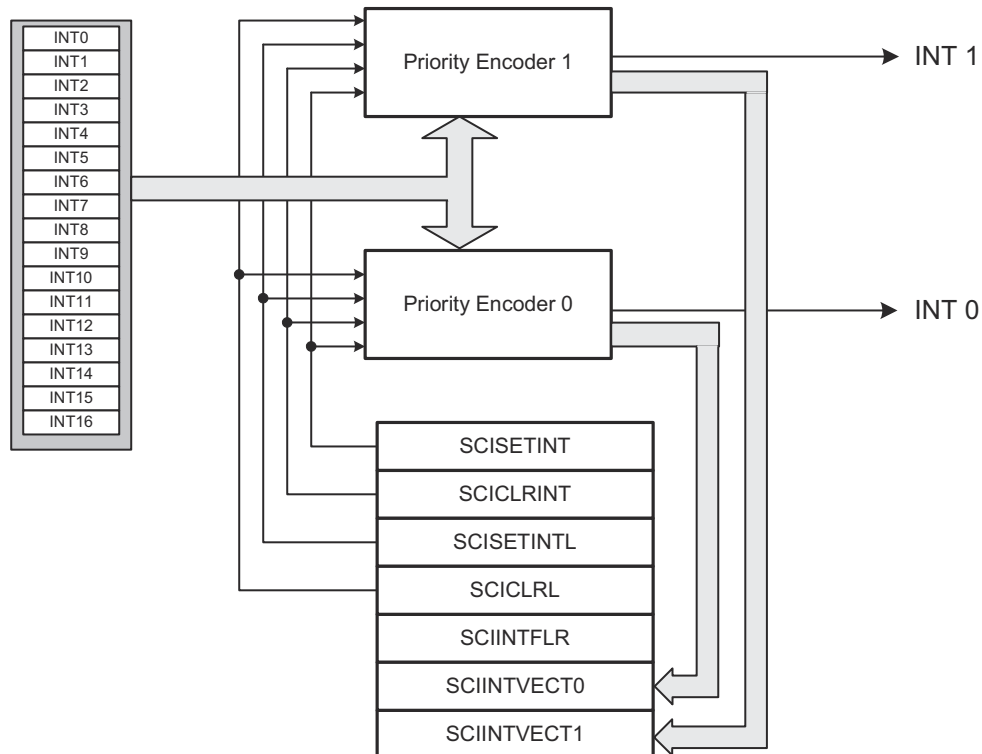 INT0
INT1
INT2
INT3
INT4
INT5
INT6
INT7
INT8
INT9
INT10
INT11
INT12
INT13
INT14
INT15
INT16
Priority Encoder 1
INT 1
Priority Encoder 0
INT 0
SCISETINT
SCICLRINT
SCISETINTL
SCICLRL
SCIINTFLR
SCIINTVECT0
SCIINTVECT1